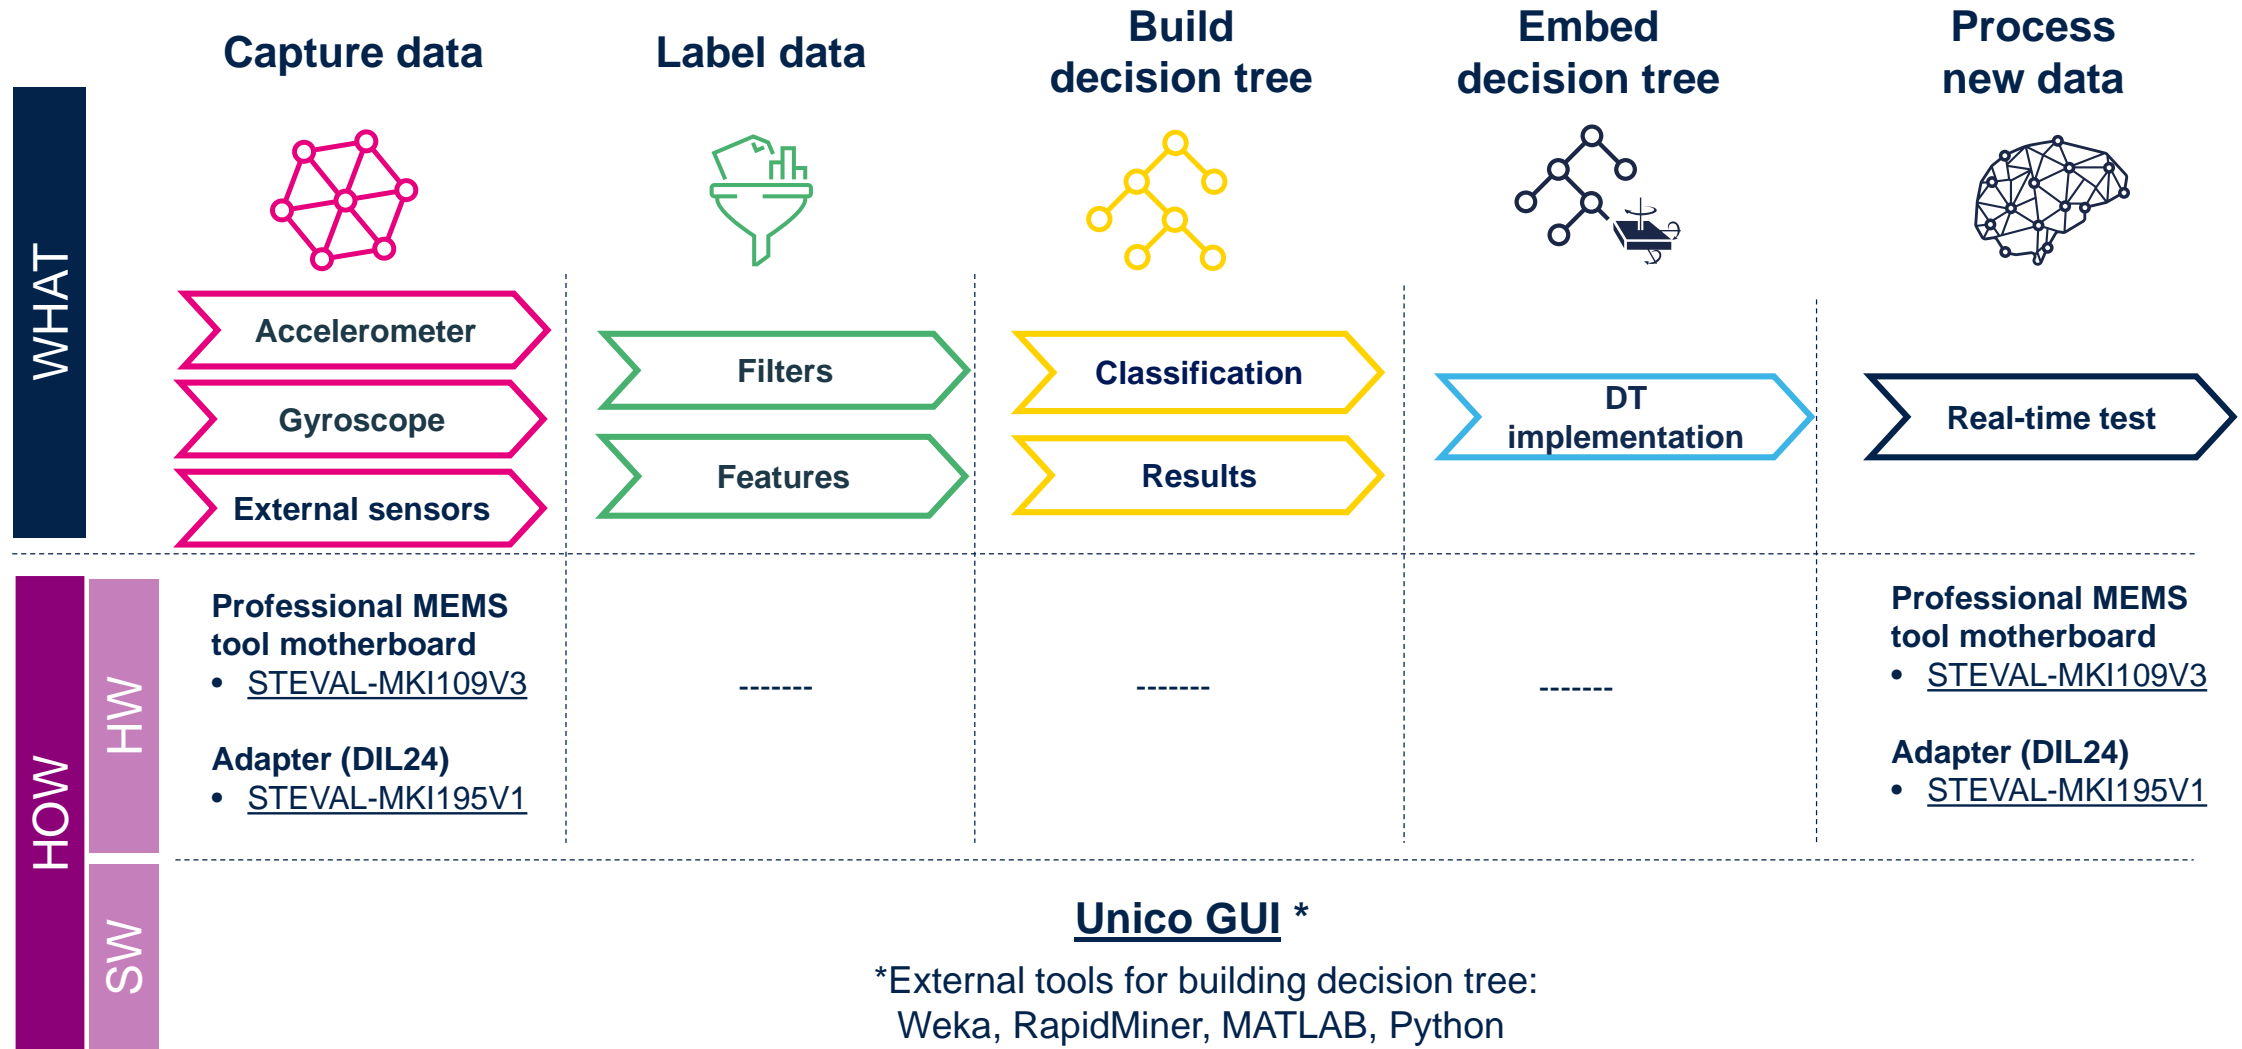 Capture data
Label data
Build
decision tree
Embed
decision tree
Process
new data
WHAT
Accelerometer
Gyroscope
External sensors
Filters
Features
Classification
Results
DT
implementation
Real-time test
HOW
HW
Professional MEMS
tool motherboard
• STEVAL-MKI109V3
Adapter (DIL24)
• STEVAL-MKI195V1
-------
-------
-------
Professional MEMS
tool motherboard
• STEVAL-MKI109V3
Adapter (DIL24)
• STEVAL-MKI195V1
SW
Unico GUI *
*External tools for building decision tree:
Weka, RapidMiner, MATLAB, Python